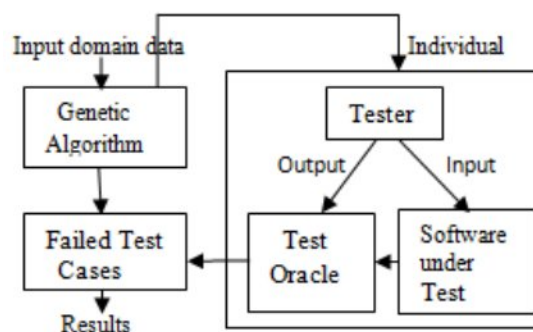 Input domain data
Individual
Genetic
Algorithm
Tester
Output
Input
Failed Test
Cases
Test
Oracle
Software
under
Test
Results